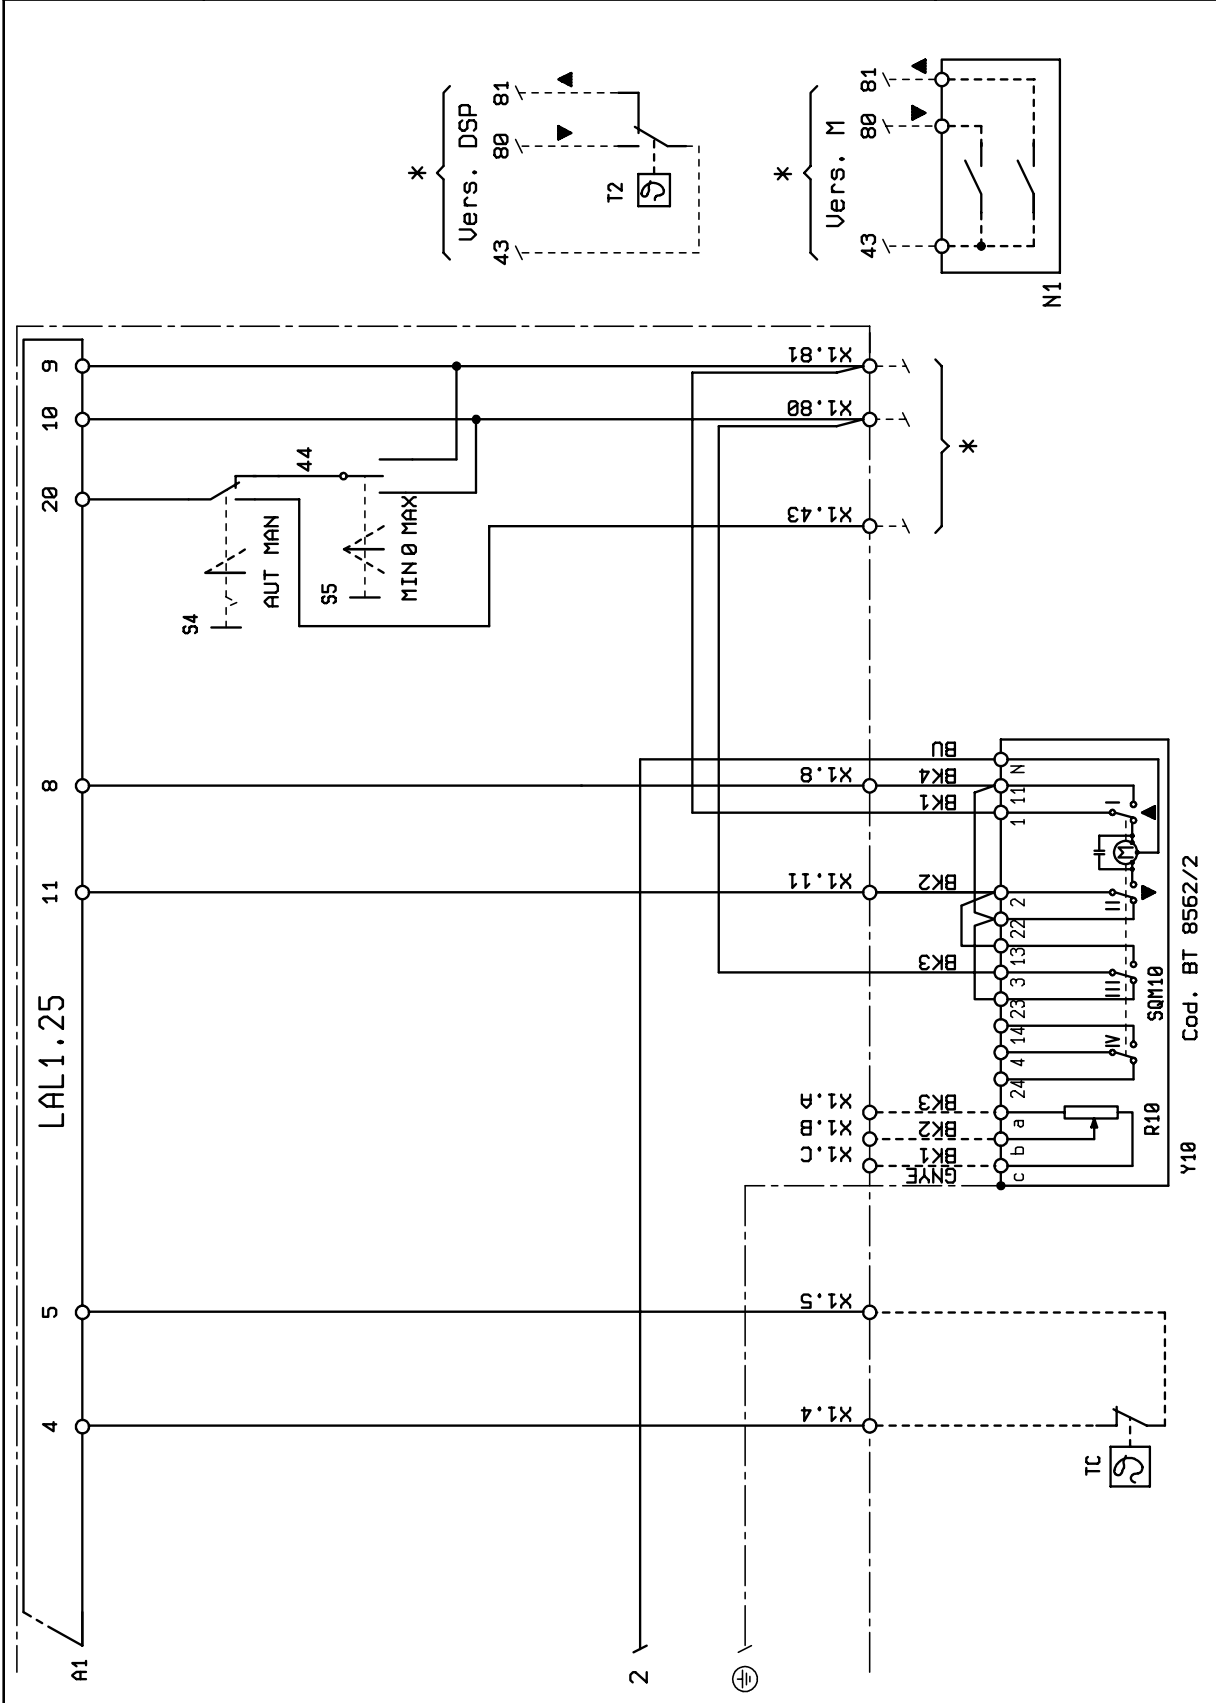 A1
LAL1.25
4
5
11
8
20
10
9
S4
AUT MAN
44
S5
MIN 0 MAX
2
X1.4
X1.5
X1.C
X1.B
X1.A
X1.11
X1.8
X1.43
X1.80
X1.81
*
GNYE
BK1
BK2
BK3
BK3
BK2
BK1
BK4
BU
c
b
a
24
4
14
23
3
13
22
2
1
11
N
IV
III
II
I
M
R10
SQM10
Y10
Cod. BT 8562/2
TC
*
Vers. DSP
43
80
81
T2
*
Vers. M
43
80
81
N1